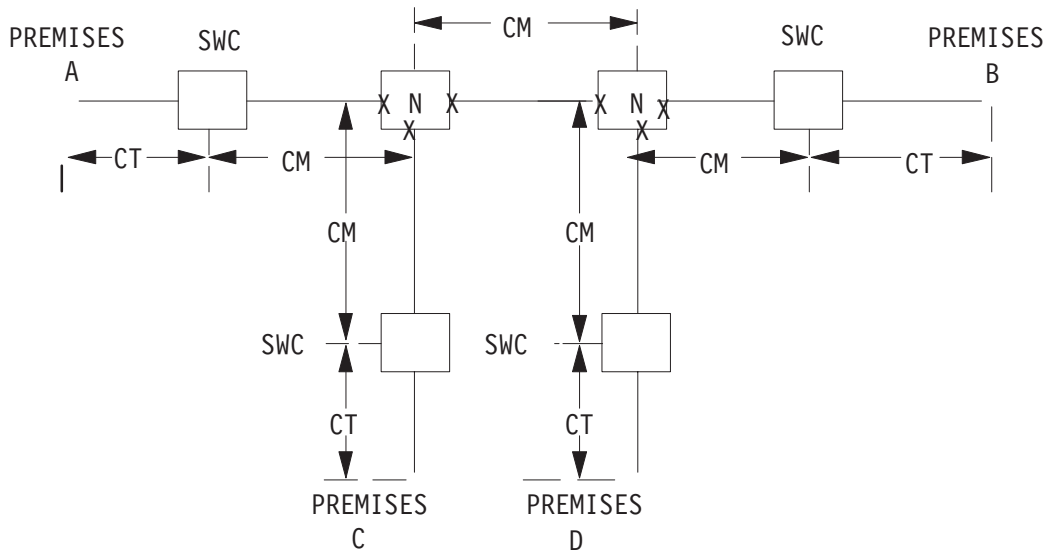 CM
PREMISES
A
SWC
SWC
PREMISES
B
X N X
X
X N X
X
CT
CM
CM
CT
CM
CM
SWC
SWC
CT
CT
PREMISES
C
PREMISES
D